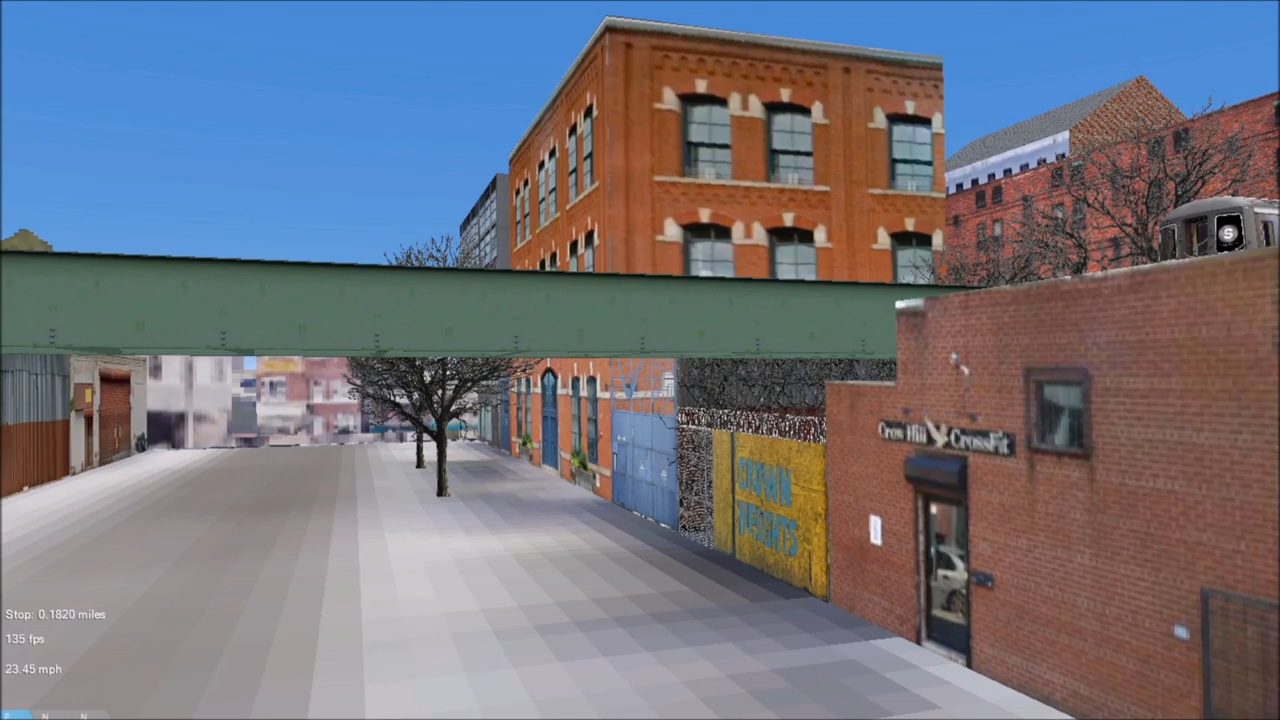 S
Crow Hill CrossFit
CROWN
HEIGHTS
Stop: 0.1820 miles
135 fps
23.45 mph
F N N